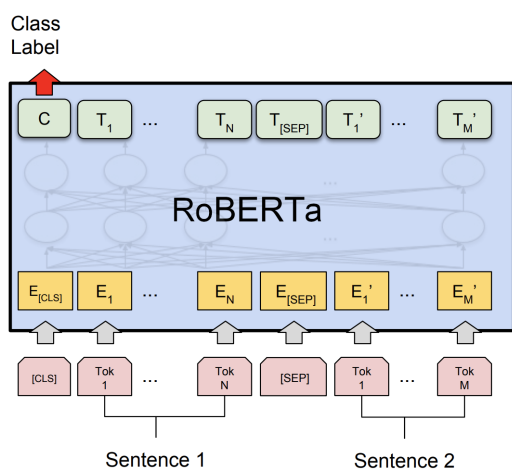 Class
Label
C T1 ... TN T[SEP] T1' ... TM'
...
RoBERTa
...
E[CLS] E1 ... EN E[SEP] E1' ... EM'
[CLS] Tok 1 ... Tok N [SEP] Tok 1 ... Tok M
Sentence 1 Sentence 2